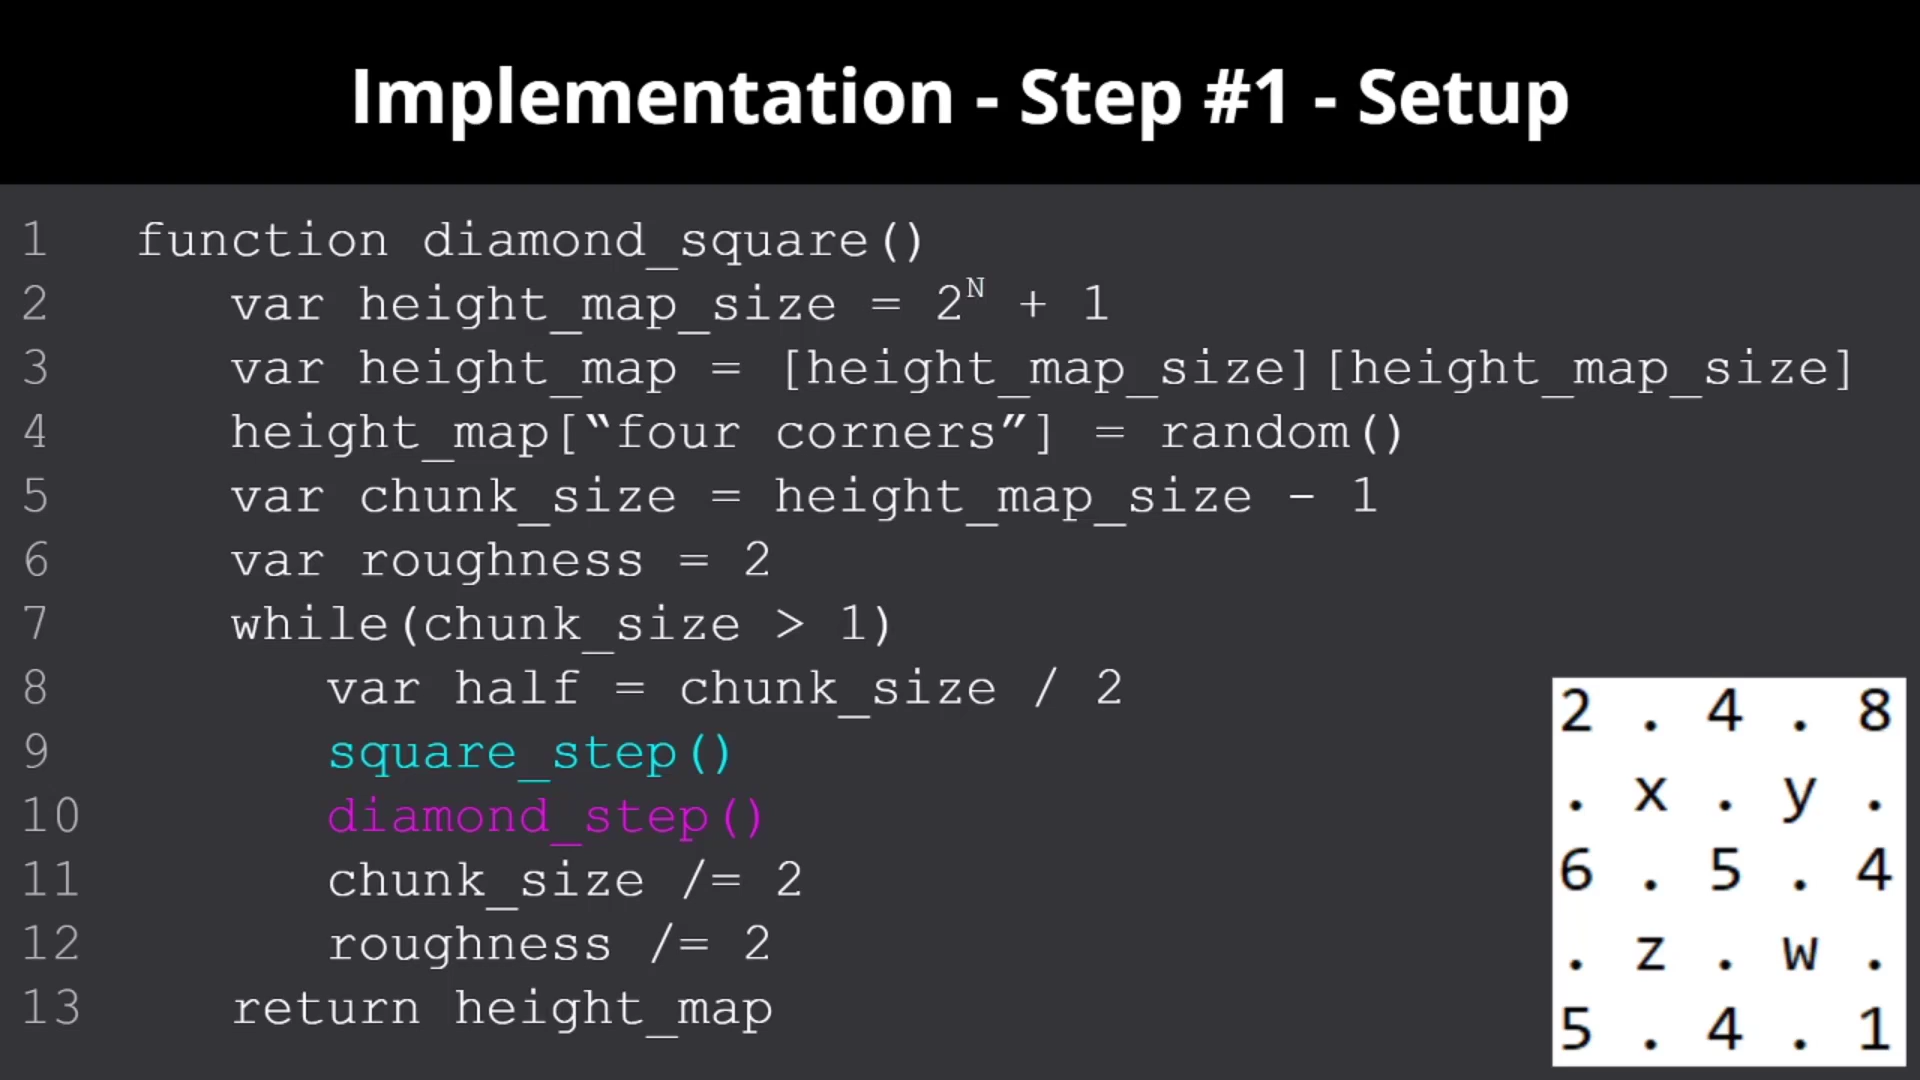 Implementation - Step #1 - Setup
1 function diamond_square()
2 var height_map_size = 2ᴺ + 1
3 var height_map = [height_map_size][height_map_size]
4 height_map[“four corners”] = random()
5 var chunk_size = height_map_size - 1
6 var roughness = 2
7 while(chunk_size > 1)
8 var half = chunk_size / 2
9 square_step()
10 diamond_step()
11 chunk_size /= 2
12 roughness /= 2
13 return height_map
2 . 4 . 8
. x . y .
6 . 5 . 4
. z . w .
5 . 4 . 1